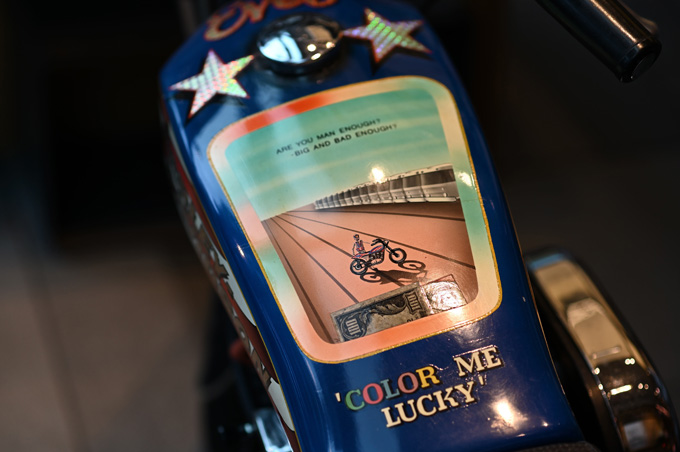 ARE YOU MAN ENOUGH?
'BIG AND BAD ENOUGH?
'COLOR ME
LUCKY'